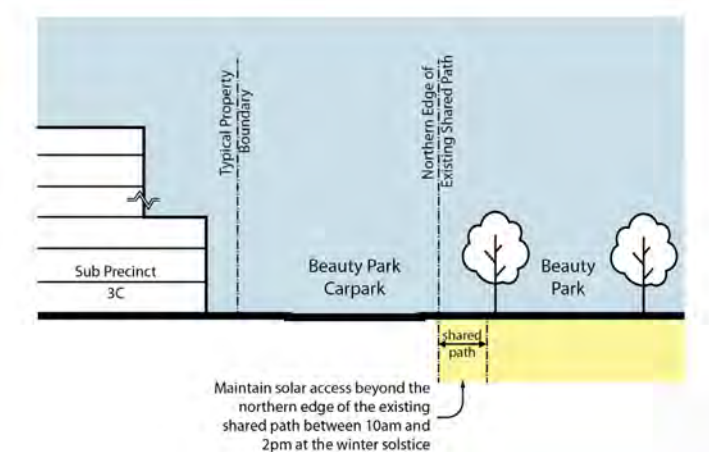 Typical Property
Boundary
Northern Edge of
Existing Shared Path
Sub Precinct
3C
Beauty Park
Carpark
Beauty
Park
shared
path
Maintain solar access beyond the
northern edge of the existing
shared path between 10am and
2pm at the winter solstice